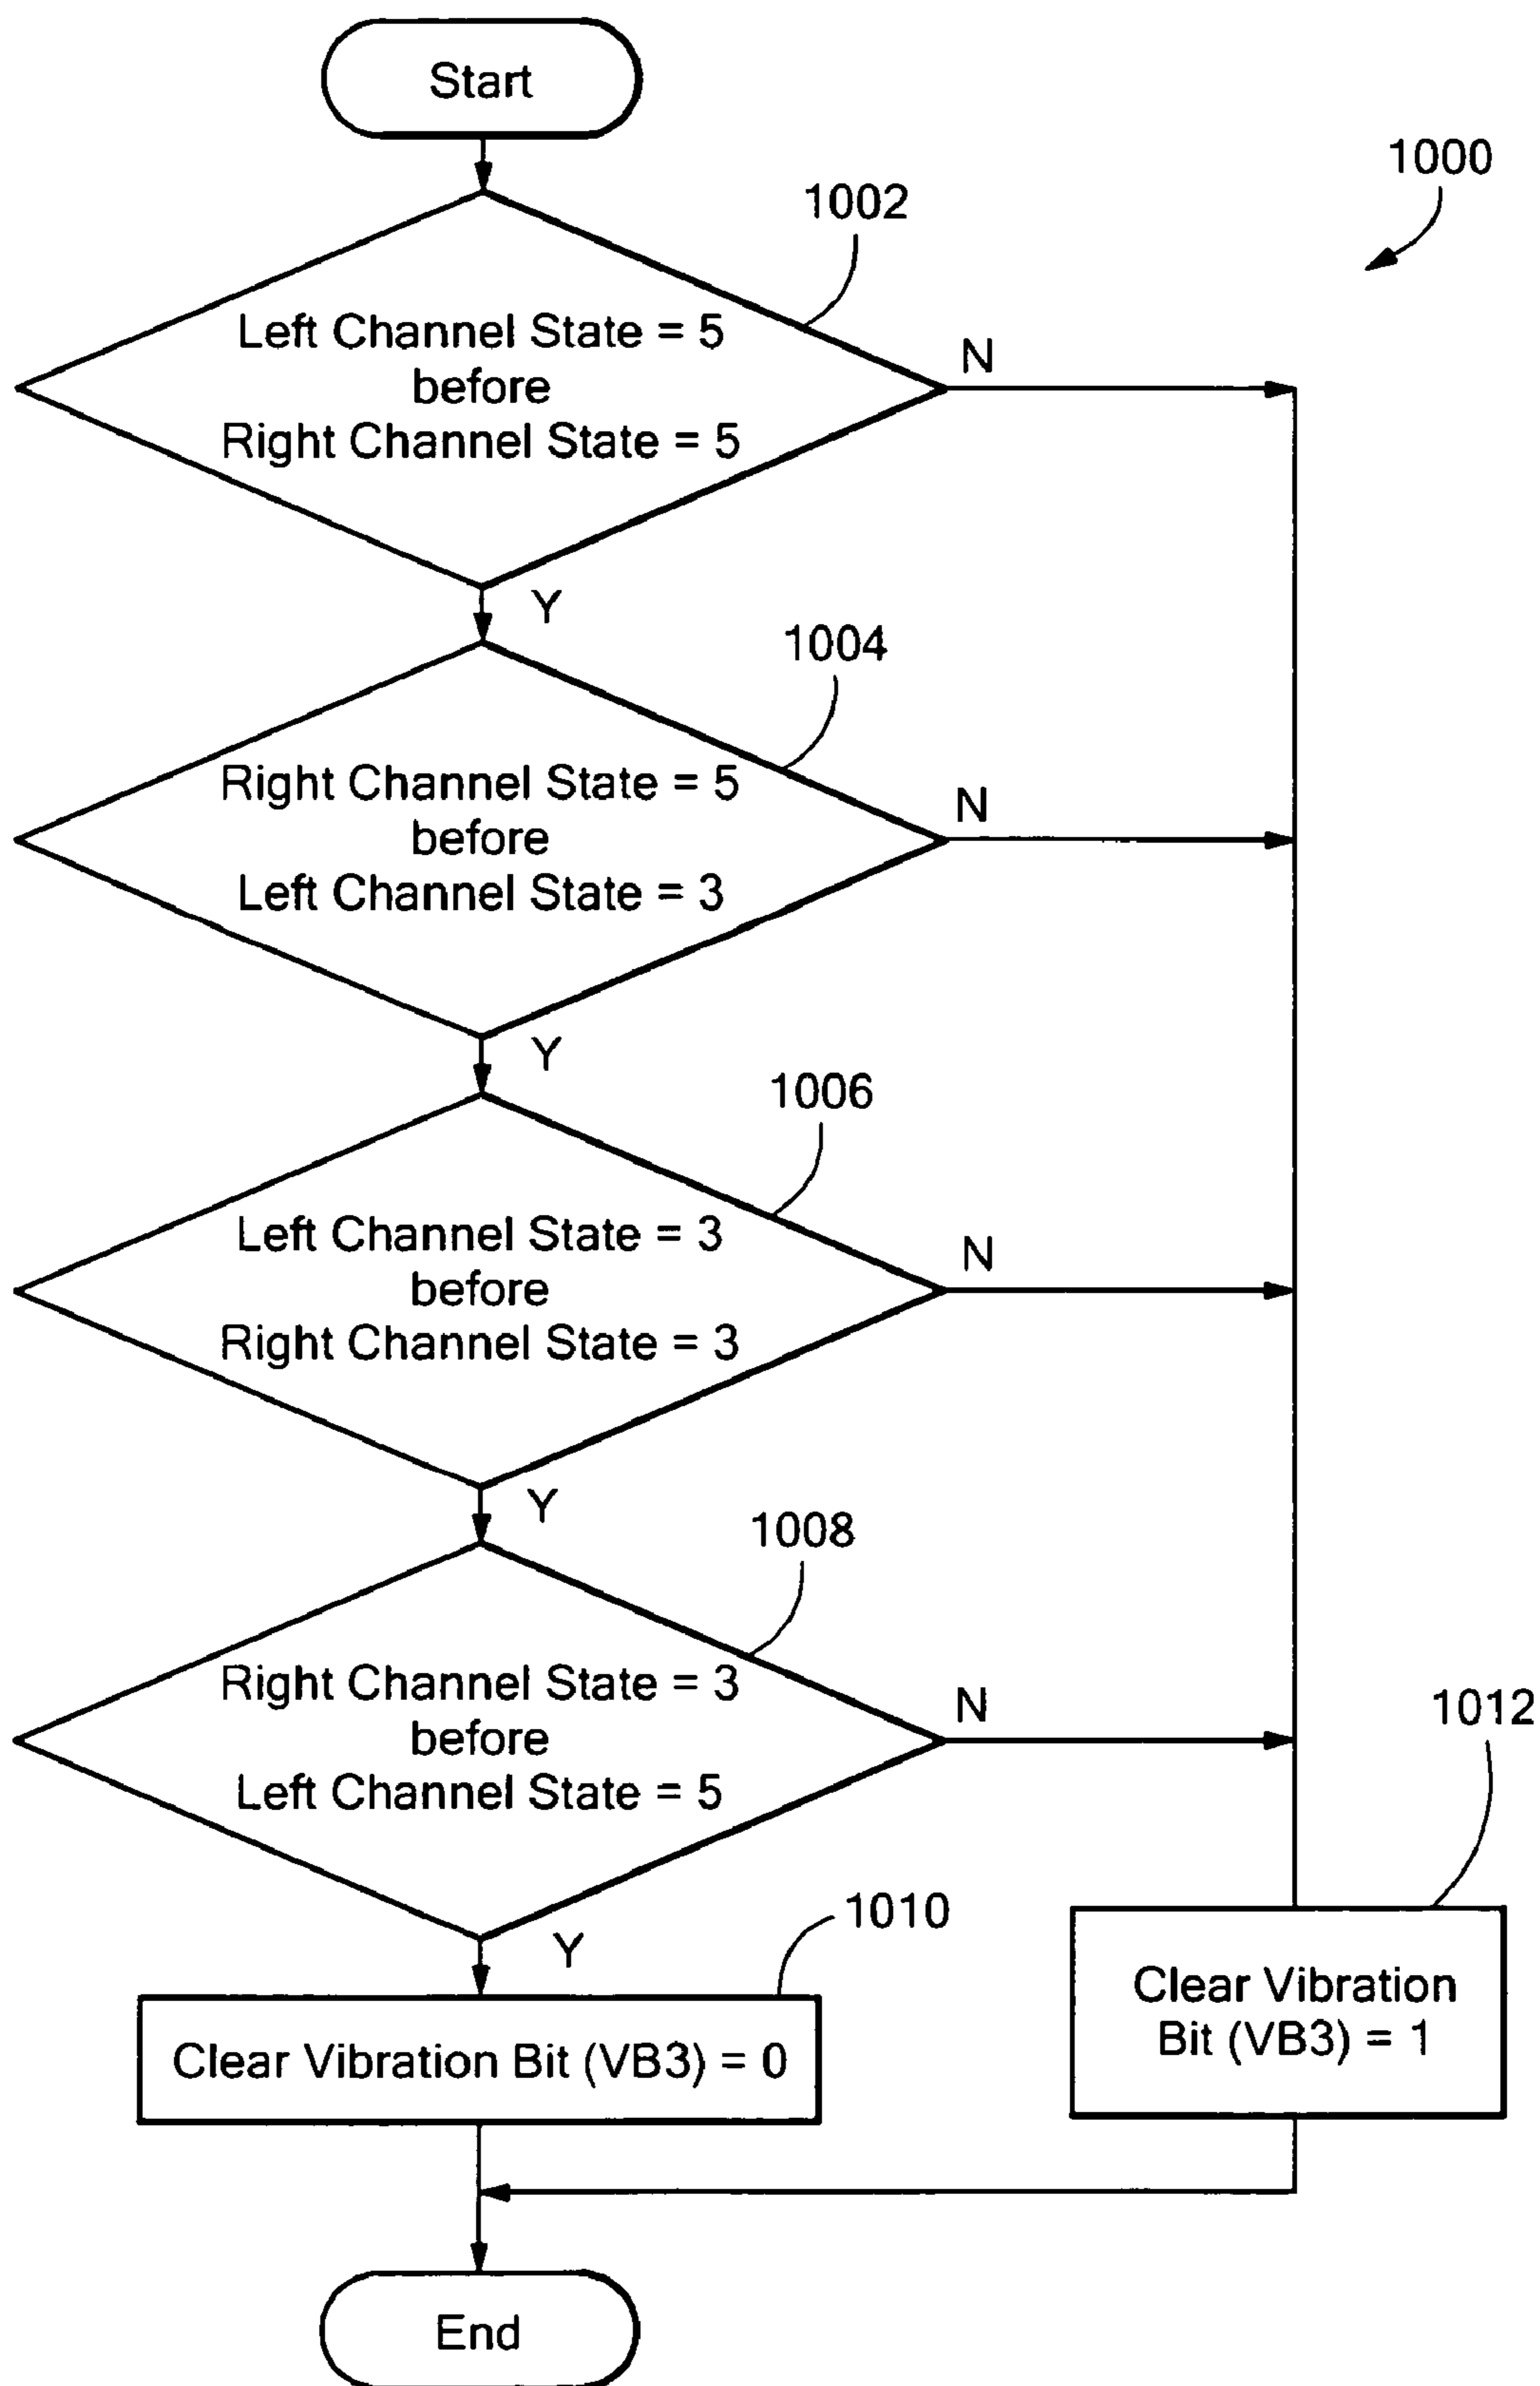 Start
1000
1002
Left Channel State = 5
before
Right Channel State = 5
N
Y
1004
Right Channel State = 5
before
Left Channel State = 3
N
Y
1006
Left Channel State = 3
before
Right Channel State = 3
N
Y
1008
Right Channel State = 3
before
Left Channel State = 5
N
Y
1010
Clear Vibration Bit (VB3) = 0
1012
Clear Vibration
Bit (VB3) = 1
End